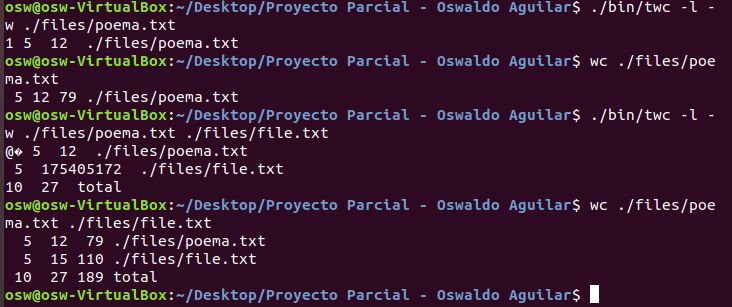 osw@osw-VirtualBox:~/Desktop/Proyecto Parcial - Oswaldo Aguilar$ ./bin/twc -l -
w ./files/poema.txt
1 5  12  ./files/poema.txt
osw@osw-VirtualBox:~/Desktop/Proyecto Parcial - Oswaldo Aguilar$ wc ./files/poe
ma.txt
 5 12 79 ./files/poema.txt
osw@osw-VirtualBox:~/Desktop/Proyecto Parcial - Oswaldo Aguilar$ ./bin/twc -l -
w ./files/poema.txt ./files/file.txt
@� 5  12  ./files/poema.txt
 5  175405172  ./files/file.txt
10  27  total
osw@osw-VirtualBox:~/Desktop/Proyecto Parcial - Oswaldo Aguilar$ wc ./files/poe
ma.txt ./files/file.txt
  5  12  79 ./files/poema.txt
  5  15 110 ./files/file.txt
 10  27 189 total
osw@osw-VirtualBox:~/Desktop/Proyecto Parcial - Oswaldo Aguilar$